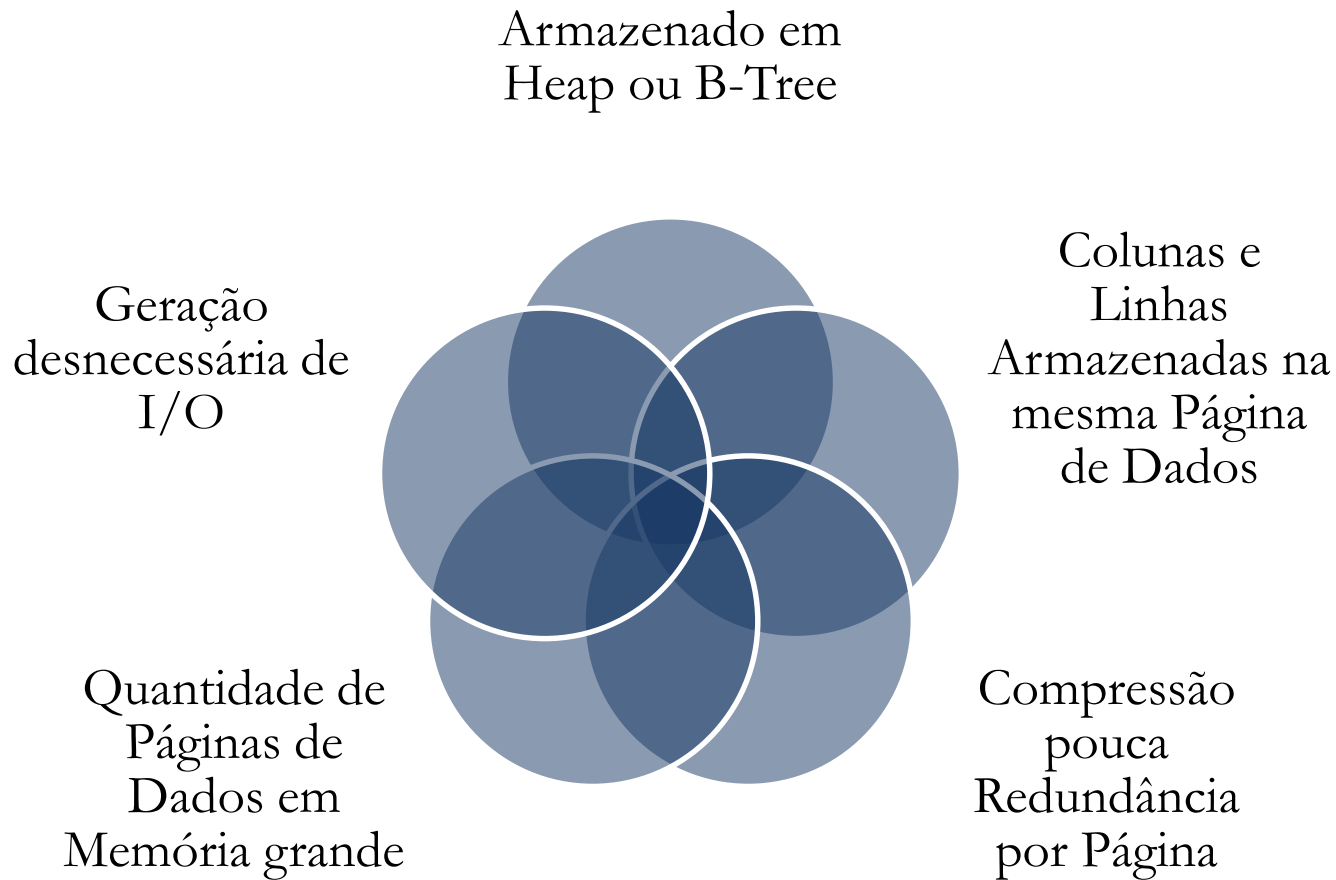 Armazenado em
Heap ou B-Tree
Colunas e
Linhas
Armazenadas na
mesma Página
de Dados
Compressão
pouca
Redundância
por Página
Quantidade de
Páginas de
Dados em
Memória grande
Geração
desnecessária de
I/O